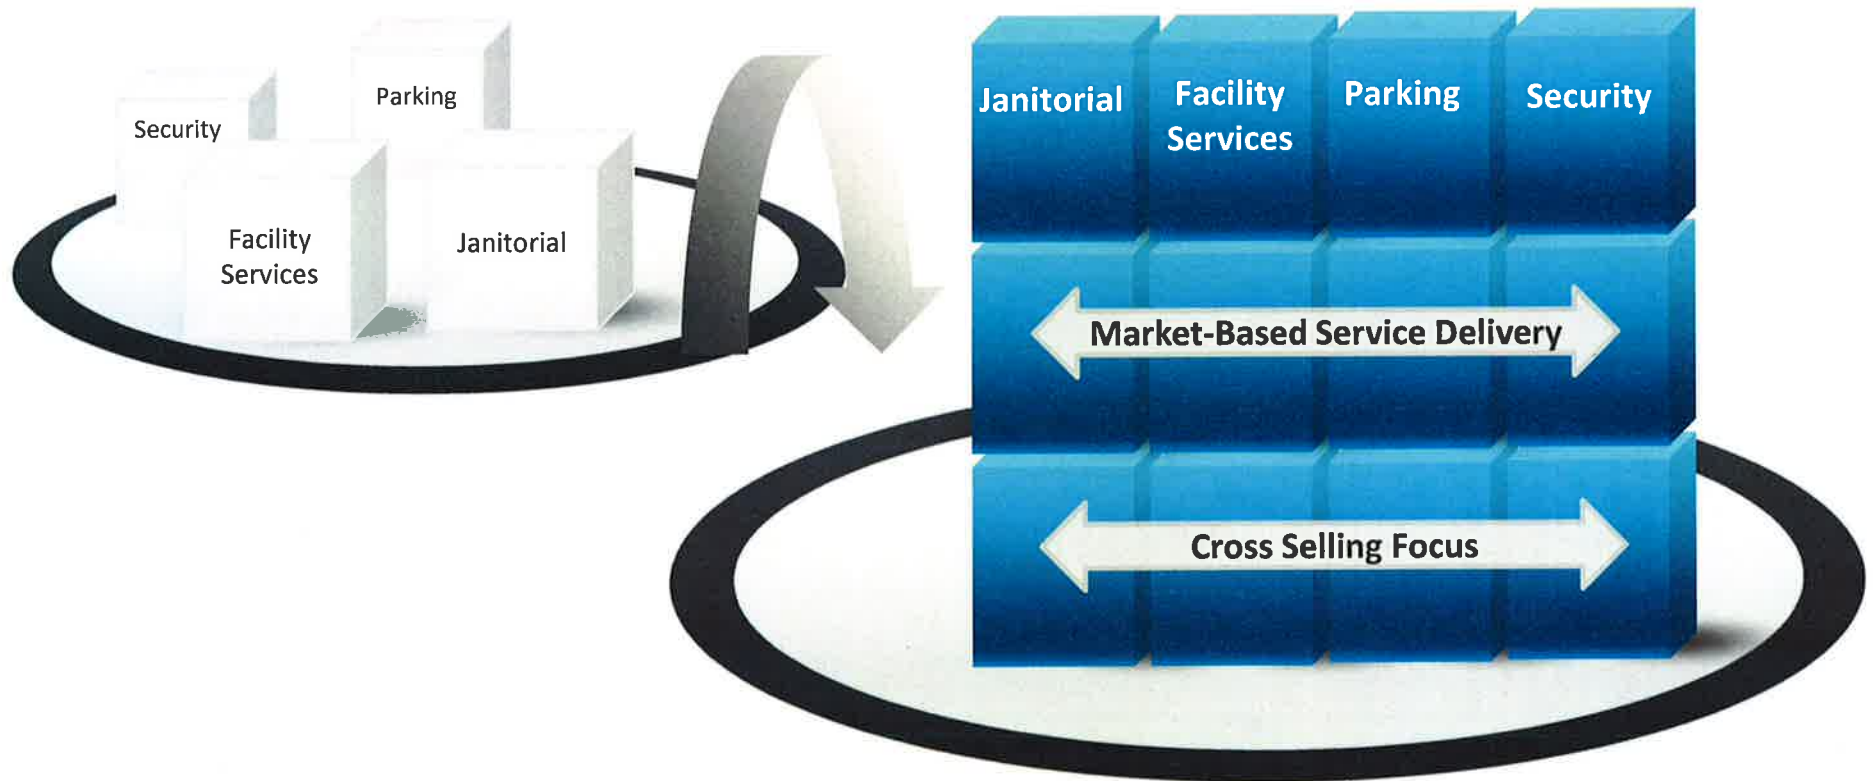 Parking
Security
Facility
Services
Janitorial
Janitorial
Facility
Services
Parking
Security
Market-Based Service Delivery
Cross Selling Focus